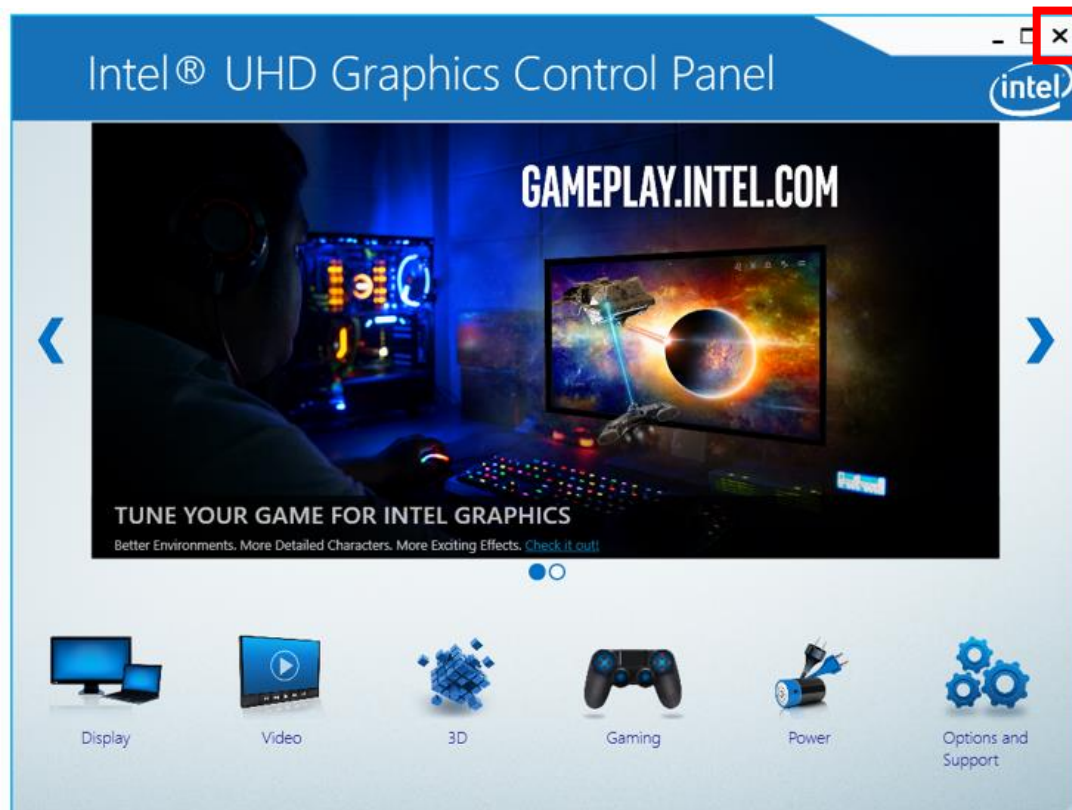 Intel® UHD Graphics Control Panel
intel
GAMEPLAY.INTEL.COM
TUNE YOUR GAME FOR INTEL GRAPHICS
Better Environments. More Detailed Characters. More Exciting Effects. Check it out!
Display
Video
3D
Gaming
Power
Options and
Support